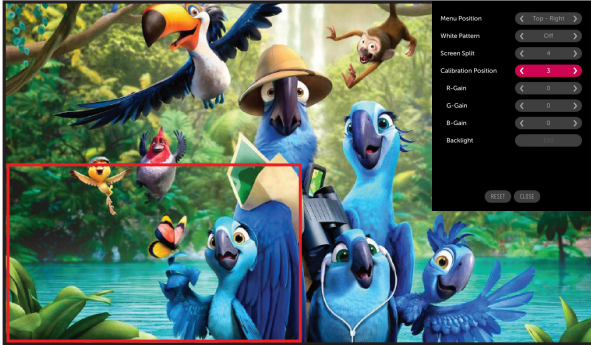 Menu Position Top - Right
White Pattern Off
Screen Split 4
Calibration Position 3
R-Gain 0
G-Gain 0
B-Gain 0
Backlight
RESET CLOSE